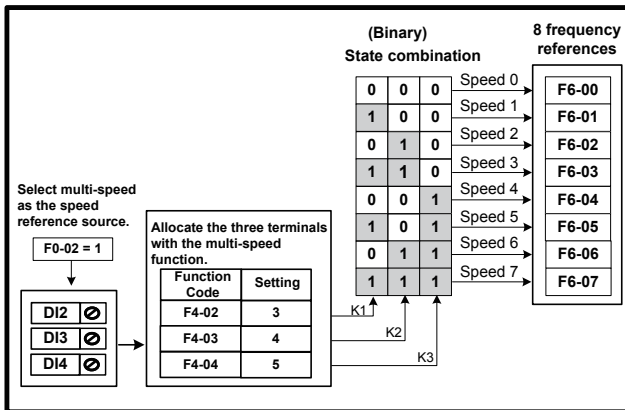 (Binary)
State combination
8 frequency
references
0 0 0 Speed 0 F6-00
1 0 0 Speed 1 F6-01
0 1 0 Speed 2 F6-02
1 1 0 Speed 3 F6-03
0 0 1 Speed 4 F6-04
1 0 1 Speed 5 F6-05
0 1 1 Speed 6 F6-06
1 1 1 Speed 7 F6-07
Select multi-speed
as the speed
reference source.
F0-02 = 1
DI2
DI3
DI4
Allocate the three terminals
with the multi-speed
function.
Function
Code
Setting
F4-02 3
F4-03 4
F4-04 5
K1
K2
K3